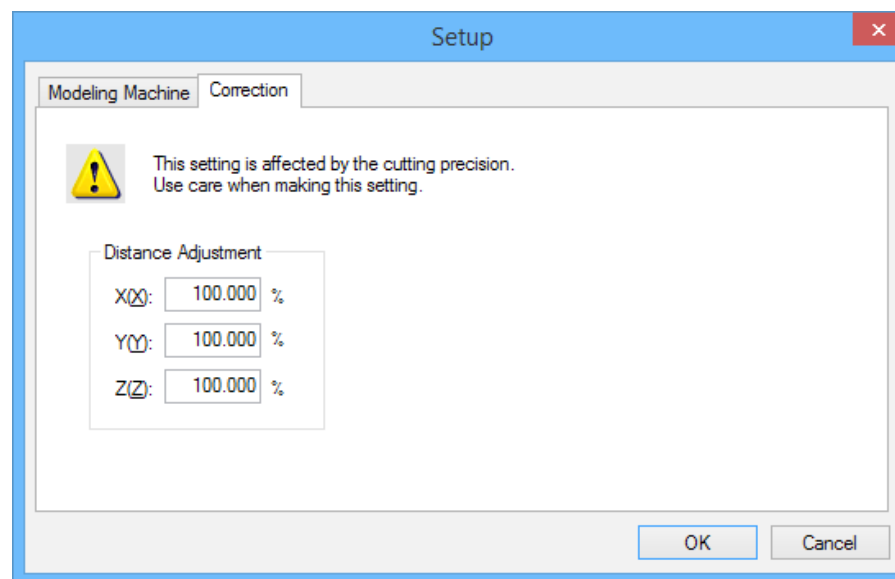 Setup
Modeling Machine
Correction
This setting is affected by the cutting precision.
Use care when making this setting.
Distance Adjustment
X(X): 100.000 %
Y(Y): 100.000 %
Z(Z): 100.000 %
OK
Cancel